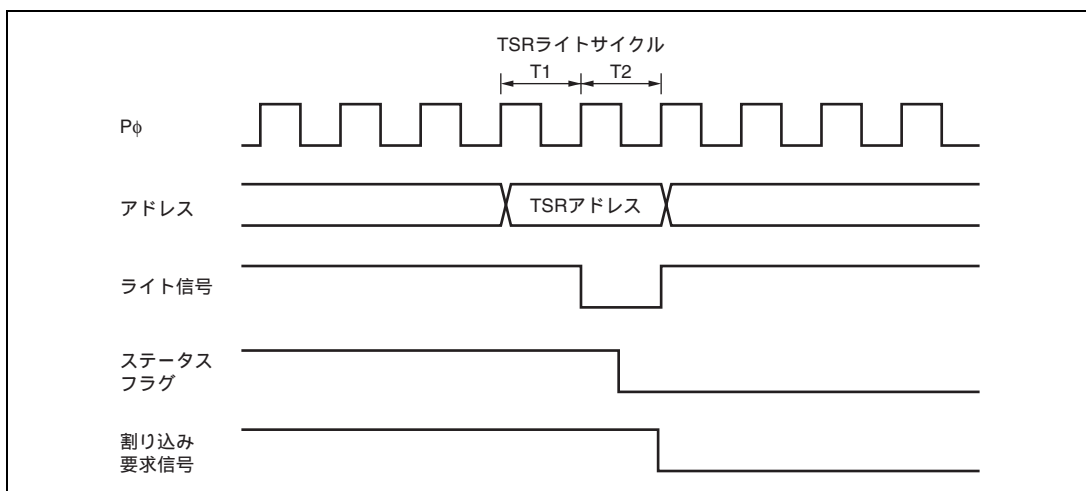 TSRライトサイクル
T1 T2
Pφ
アドレス
TSRアドレス
ライト信号
ステータス
フラグ
割り込み
要求信号